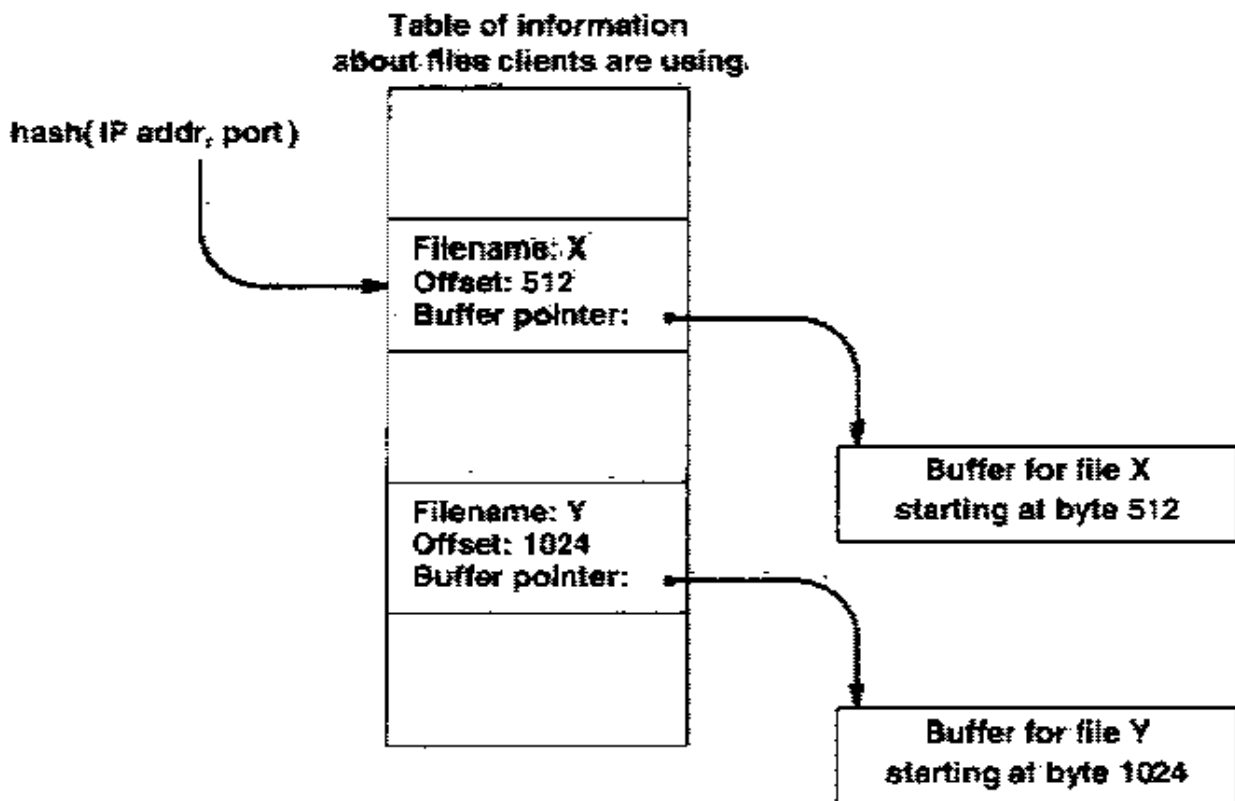 Table of information
about files clients are using.
hash(IP addr, port)
Filename: X
Offset: 512
Buffer pointer:
Buffer for file X
starting at byte 512
Filename: Y
Offset: 1024
Buffer pointer:
Buffer for file Y
starting at byte 1024